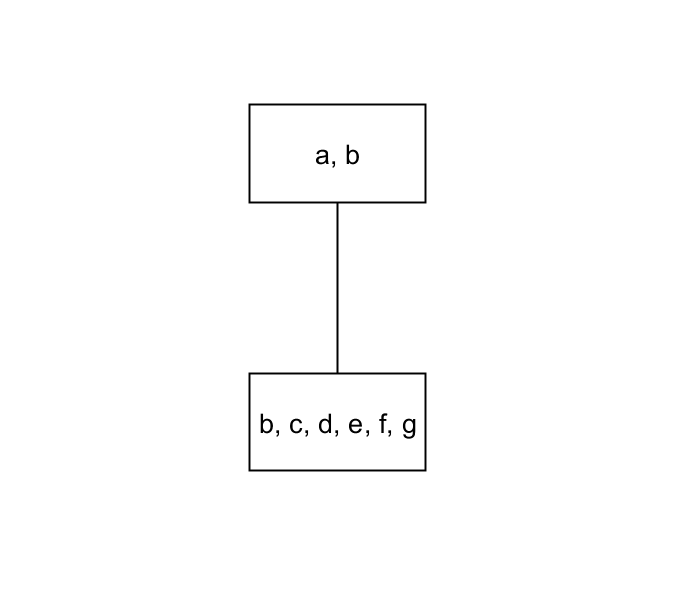 a, b
b, c, d, e, f, g